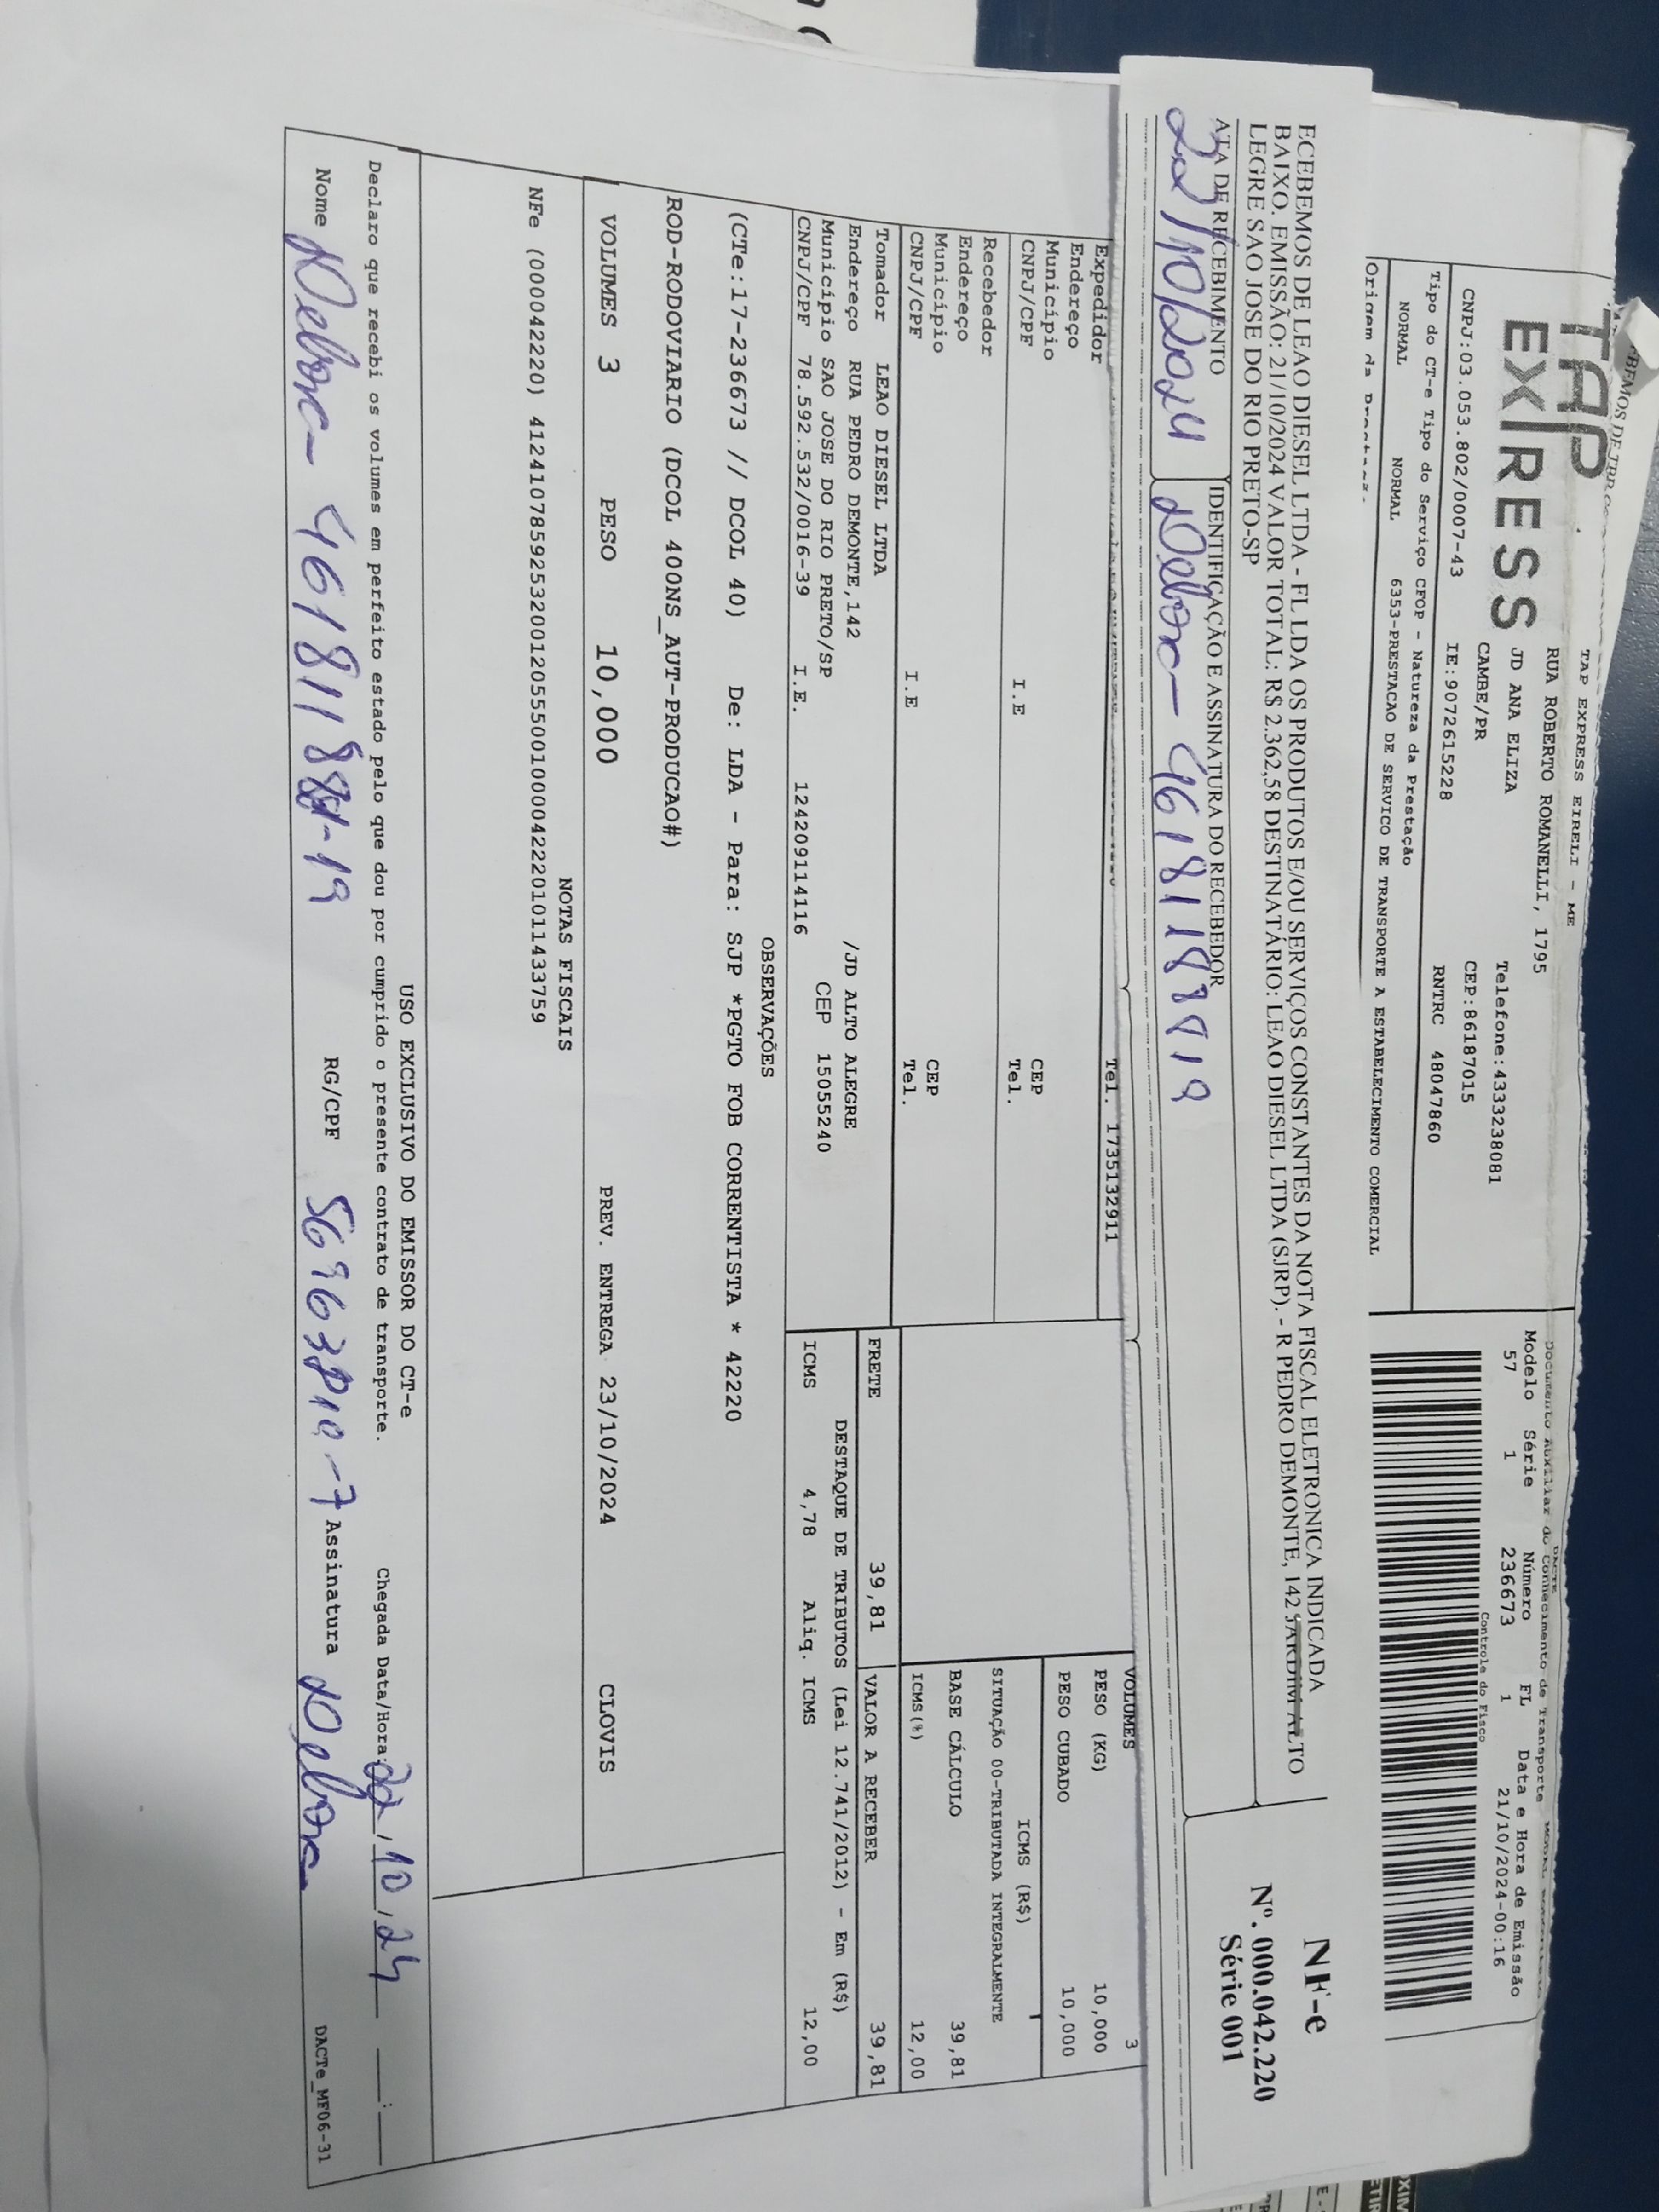 TAP
EXPRESS
TAP EXPRESS EIRELI - ME
RUA ROBERTO ROMANELLI, 1795
JD ANA ELIZA
Telefone:4333238081
CAMBE/PR
CEP:86187015
CNPJ:03.053.802/0007-43
IE:9072615228
RNTRC 48047860
Tipo do CT-e Tipo do Serviço CFOP - Natureza da Prestação
NORMAL NORMAL 6353-PRESTACAO DE SERVICO DE TRANSPORTE A ESTABELECIMENTO COMERCIAL
DACTE
Documento Auxiliar do Conhecimento de Transporte
Modelo Série Número FL Data e Hora de Emissão
57 1 236673 1 21/10/2024-00:16
Controle do Fisco
ECEBEMOS DE LEAO DIESEL LTDA - FL LDA OS PRODUTOS E/OU SERVIÇOS CONSTANTES DA NOTA FISCAL ELETRONICA INDICADA
BAIXO. EMISSÃO: 21/10/2024 VALOR TOTAL: R$ 2.362,58 DESTINATÁRIO: LEAO DIESEL LTDA (SJRP). - R PEDRO DEMONTE, 142 JARDIM ALTO
LEGRE SAO JOSE DO RIO PRETO-SP
NF-e
Nº. 000.042.220
Série 001
ATA DE RECEBIMENTO
22/10/2024
IDENTIFICAÇÃO E ASSINATURA DO RECEBEDOR
Debora
Expedidor
Tel. 1735132911
Endereço
Município CEP
CNPJ/CPF I.E Tel.
Recebedor
Endereço
Município CEP
CNPJ/CPF I.E Tel.
VOLUMES 3
PESO (KG) 10,000
PESO CUBADO 10,000
ICMS (R$)
SITUAÇÃO 00-TRIBUTADA INTEGRALMENTE
BASE CÁLCULO 39,81
ICMS(%) 12,00
Tomador LEAO DIESEL LTDA
Endereço RUA PEDRO DEMONTE,142 /JD ALTO ALEGRE
Município SAO JOSE DO RIO PRETO/SP CEP 15055240
CNPJ/CPF 78.592.532/0016-39 I.E. 124209114116
FRETE 39,81 VALOR A RECEBER 39,81
DESTAQUE DE TRIBUTOS (Lei 12.741/2012) - Em (R$)
ICMS 4,78 Aliq. ICMS 12,00
OBSERVAÇÕES
(CTe:17-236673 // DCOL 40) De: LDA - Para: SJP *PGTO FOB CORRENTISTA * 42220
ROD-RODOVIARIO (DCOL 400NS_AUT-PRODUCAO#)
VOLUMES 3 PESO 10,000 PREV. ENTREGA 23/10/2024 CLOVIS
NOTAS FISCAIS
NFe (000042220) 41241078592532001205550010000422201011433759
USO EXCLUSIVO DO EMISSOR DO CT-e
Declaro que recebi os volumes em perfeito estado pelo que dou por cumprido o presente contrato de transporte. Chegada Data/Hora: 22/10/24
Nome Debora RG/CPF Assinatura Debora
DACTe_MF06-31